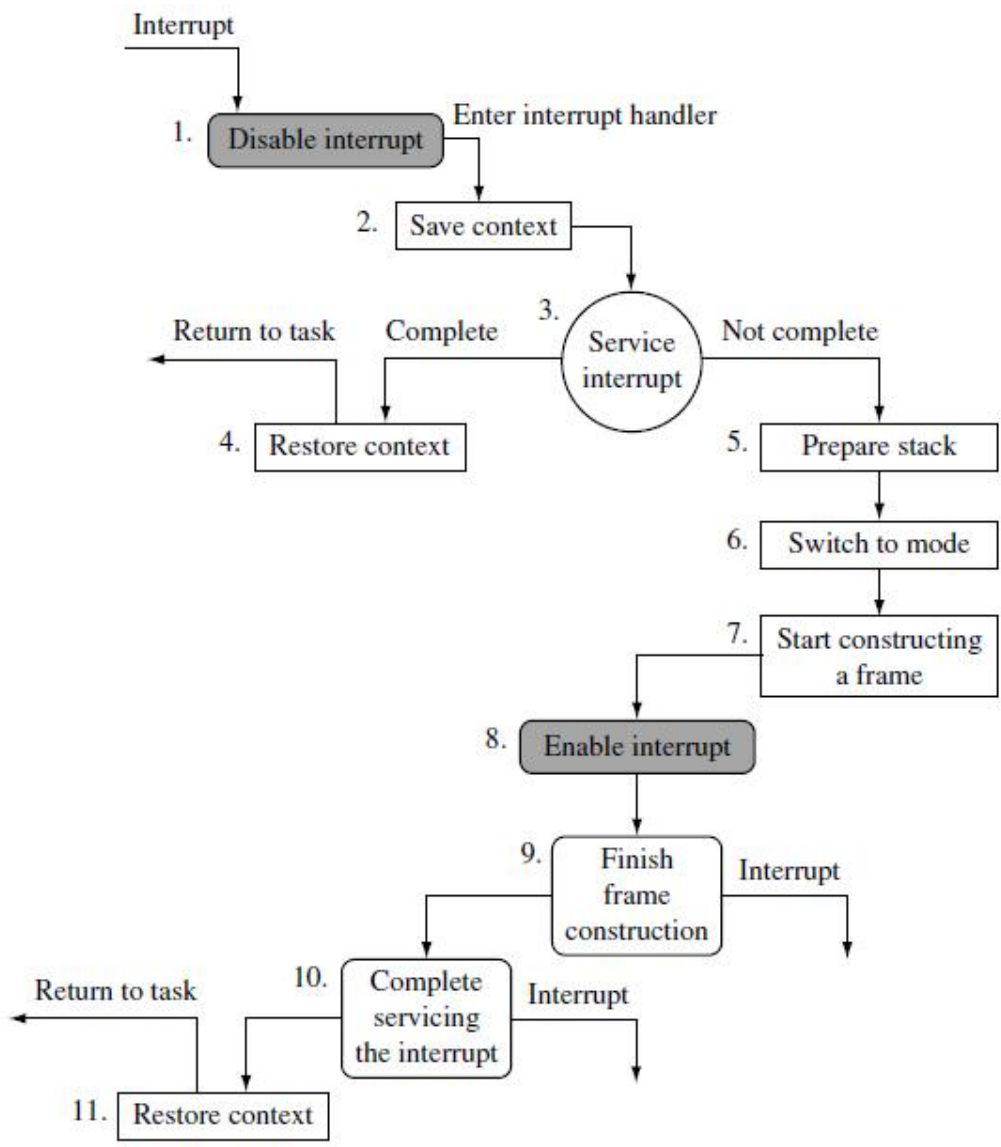 Interrupt
1. Disable interrupt
Enter interrupt handler
2. Save context
3. Service
interrupt
Return to task
Complete
Not complete
4. Restore context
5. Prepare stack
6. Switch to mode
7. Start constructing
a frame
8. Enable interrupt
9. Finish
frame
construction
Interrupt
10. Complete
servicing
the interrupt
Return to task
Interrupt
11. Restore context